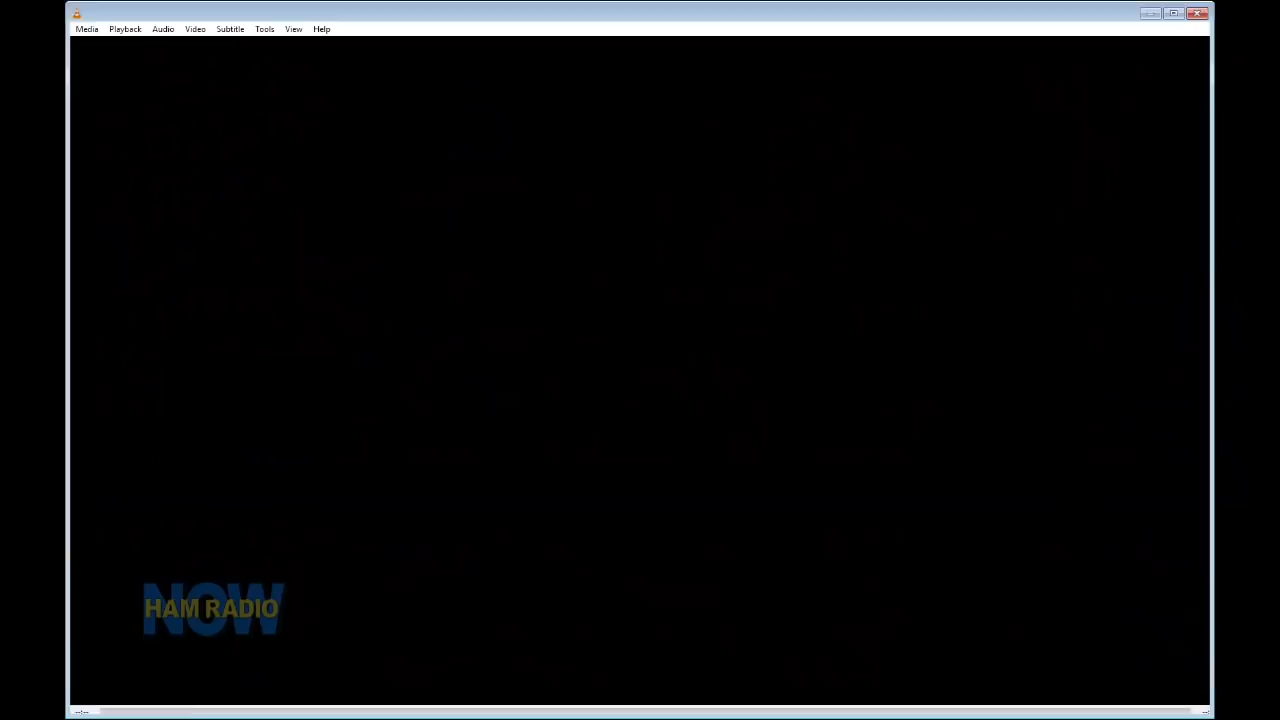 Media Playback Audio Video Subtitle Tools View Help
NOW
HAM RADIO
--:-- --:--